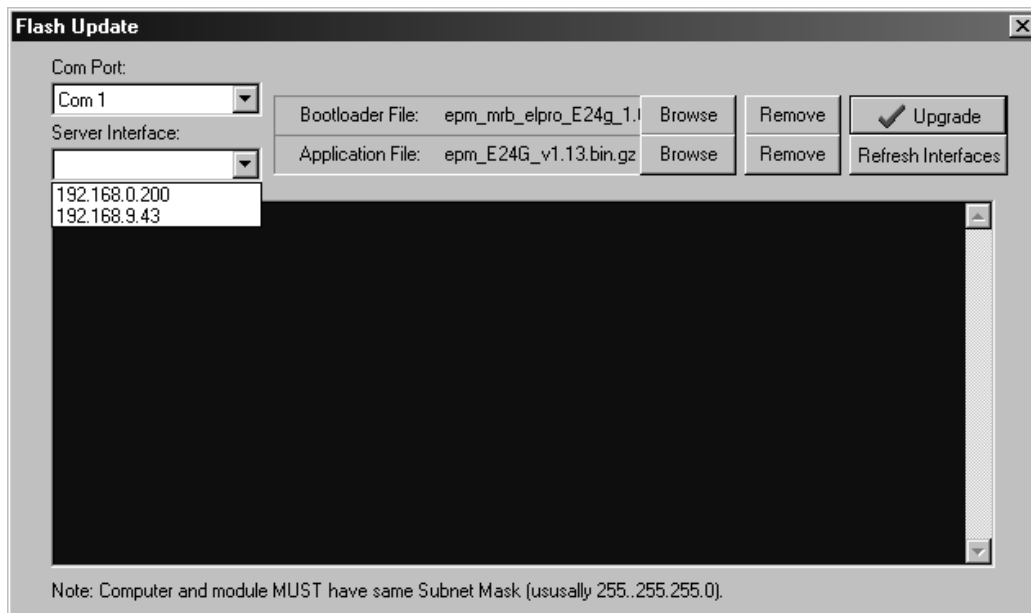 Flash Update
Com Port:
Com 1
Server Interface:
192.168.0.200
192.168.9.43
Bootloader File: epm_mrb_elpro_E24g_1. Browse Remove Upgrade
Application File: epm_E24G_v1.13.bin.gz Browse Remove Refresh Interfaces
Note: Computer and module MUST have same Subnet Mask (ususally 255..255.255.0).